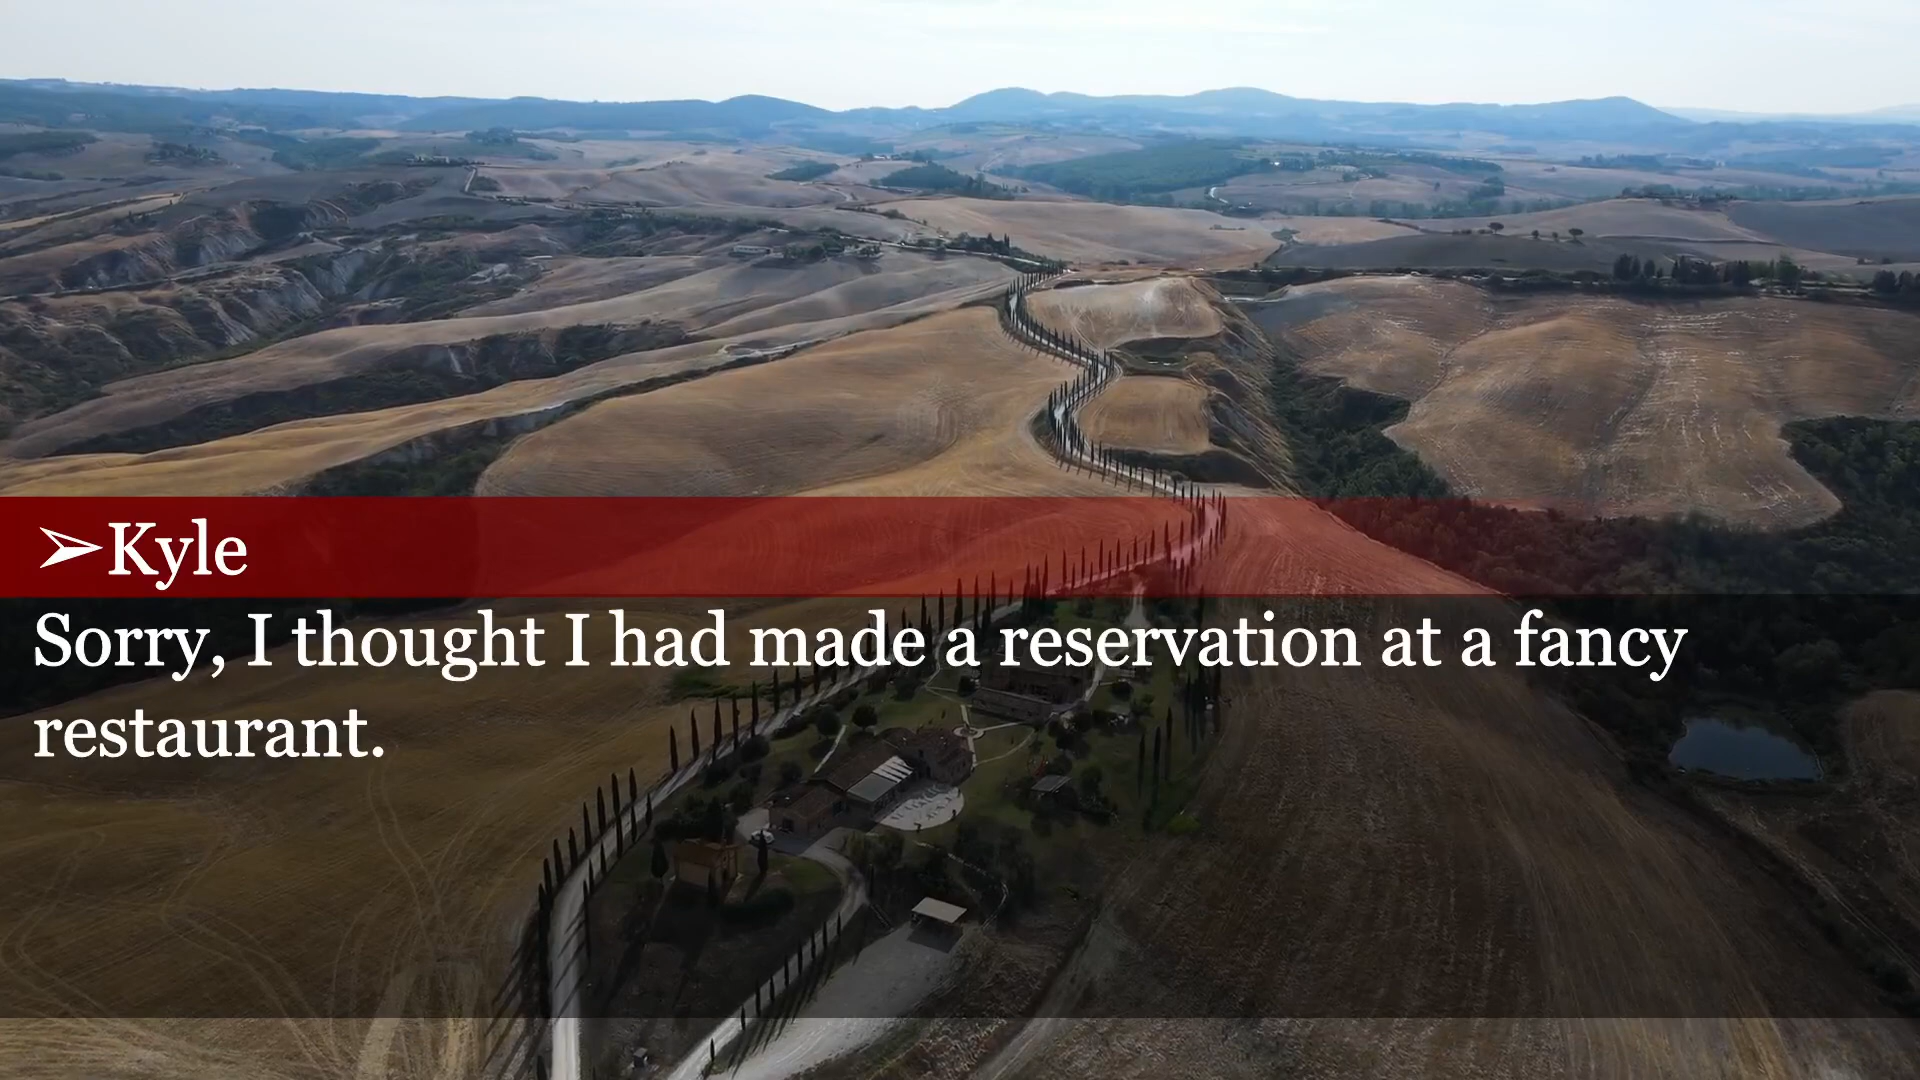 ➢Kyle
Sorry, I thought I had made a reservation at a fancy
restaurant.